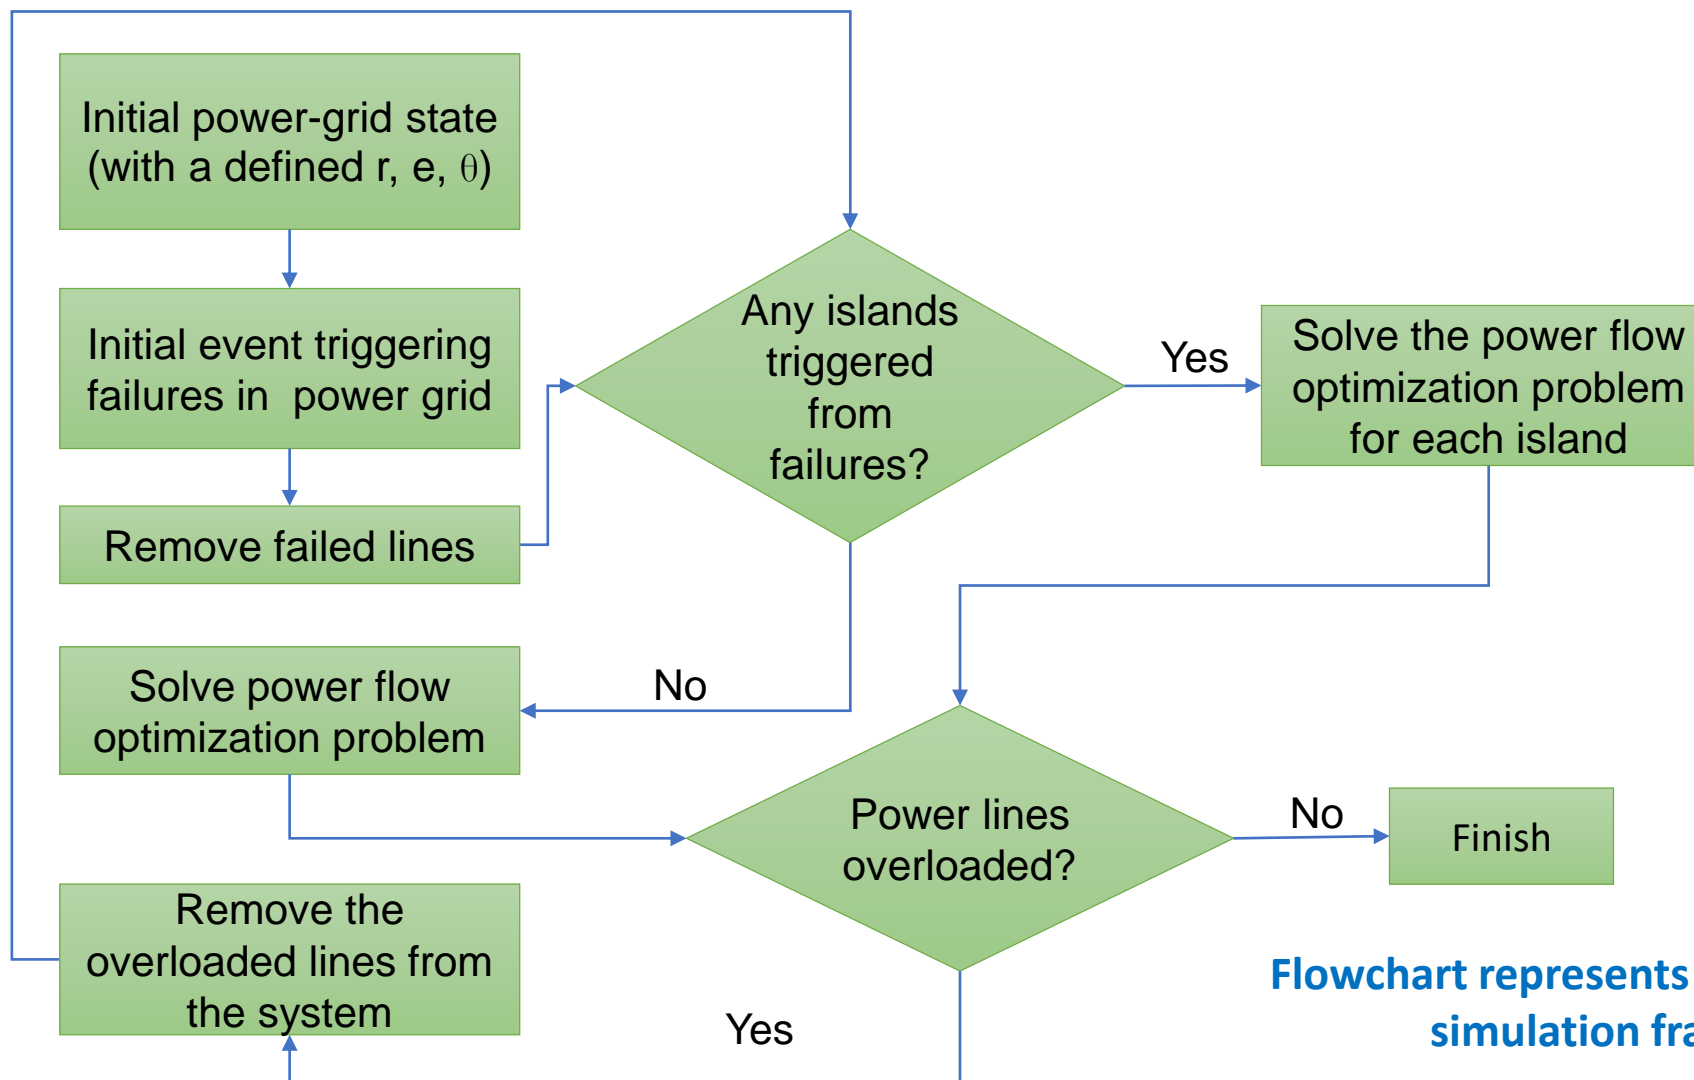 Initial power-grid state
(with a defined r, e, θ)
Initial event triggering
failures in power grid
Remove failed lines
Any islands
triggered
from
failures?
Yes
Solve the power flow
optimization problem
for each island
No
Solve power flow
optimization problem
Power lines
overloaded?
No
Finish
Remove the
overloaded lines from
the system
Yes
Flowchart represents
simulation